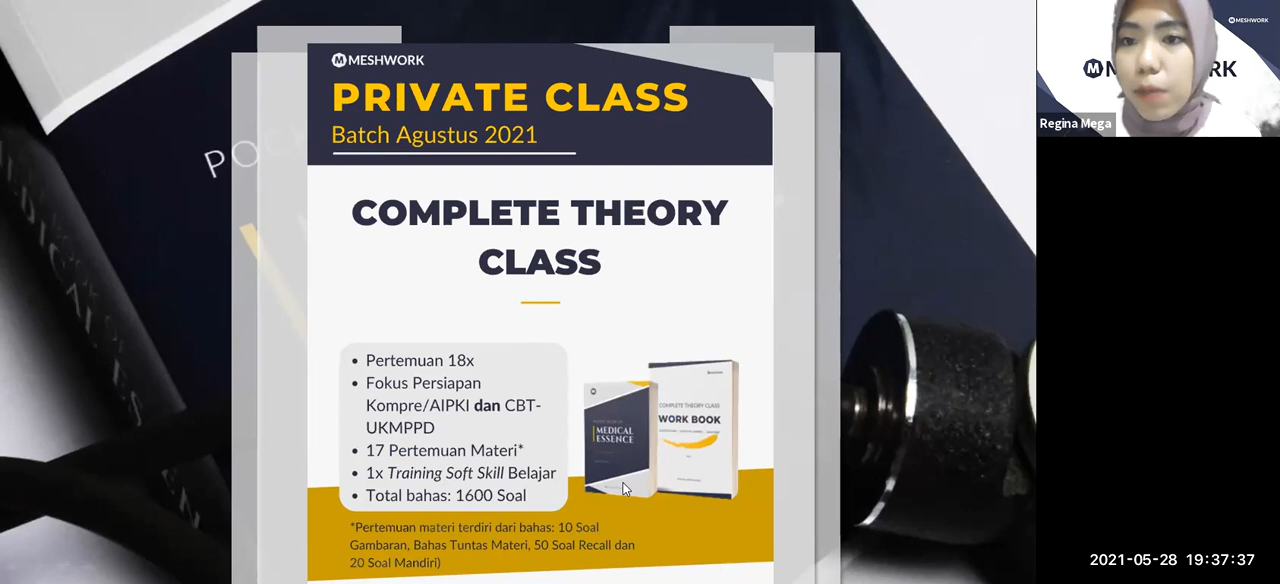 MESHWORK
PRIVATE CLASS
Batch Agustus 2021
COMPLETE THEORY
CLASS
• Pertemuan 18x
• Fokus Persiapan
Kompre/AIPKI dan CBT-
UKMPPD
• 17 Pertemuan Materi*
• 1x Training Soft Skill Belajar
• Total bahas: 1600 Soal
MEDICAL
ESSENCE
COMPLETE THEORY CLASS
WORK BOOK
*Pertemuan materi terdiri dari bahas: 10 Soal
Gambaran, Bahas Tuntas Materi, 50 Soal Recall dan
20 Soal Mandiri)
MESHWORK
Regina Mega
2021-05-28 19:37:37